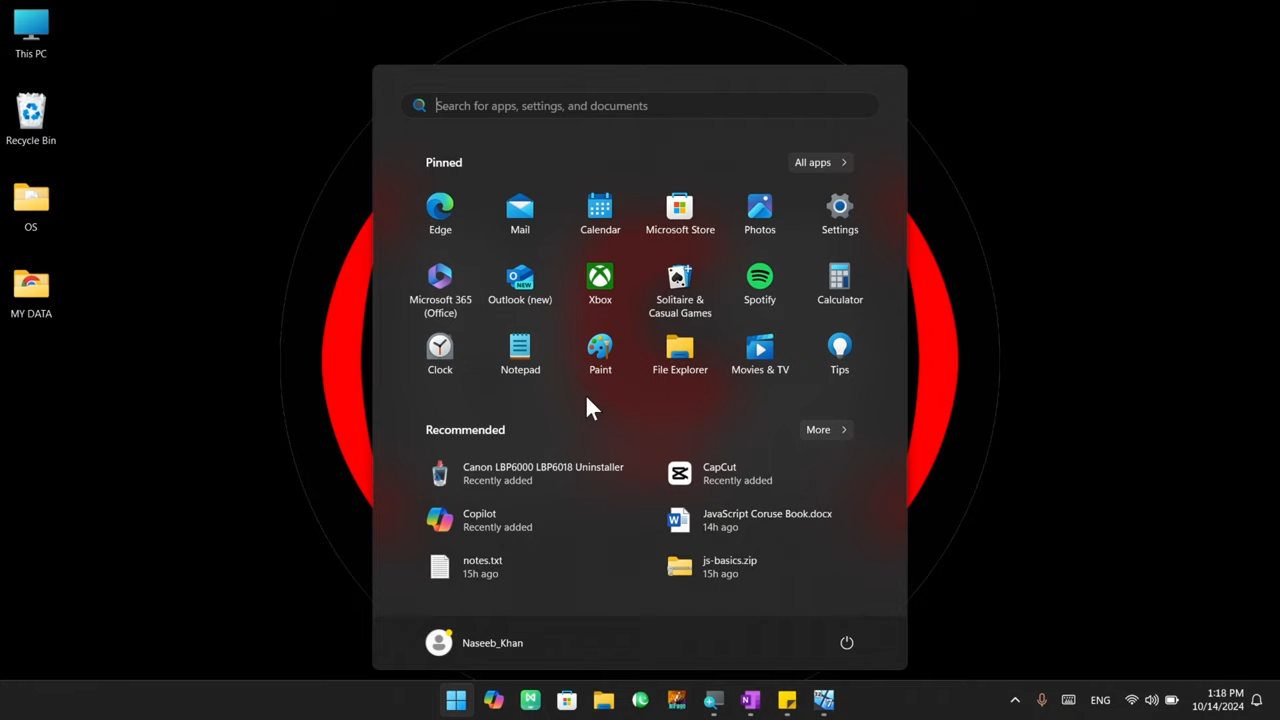 This PC
Recycle Bin
OS
MY DATA
Search for apps, settings, and documents
Pinned
All apps
Edge
Mail
Calendar
Microsoft Store
Photos
Settings
Microsoft 365
(Office)
Outlook (new)
Xbox
Solitaire &
Casual Games
Spotify
Calculator
Clock
Notepad
Paint
File Explorer
Movies & TV
Tips
Recommended
More
Canon LBP6000 LBP6018 Uninstaller
Recently added
CapCut
Recently added
Copilot
Recently added
JavaScript Coruse Book.docx
14h ago
notes.txt
15h ago
js-basics.zip
15h ago
Naseeb_Khan
ENG
1:18 PM
10/14/2024